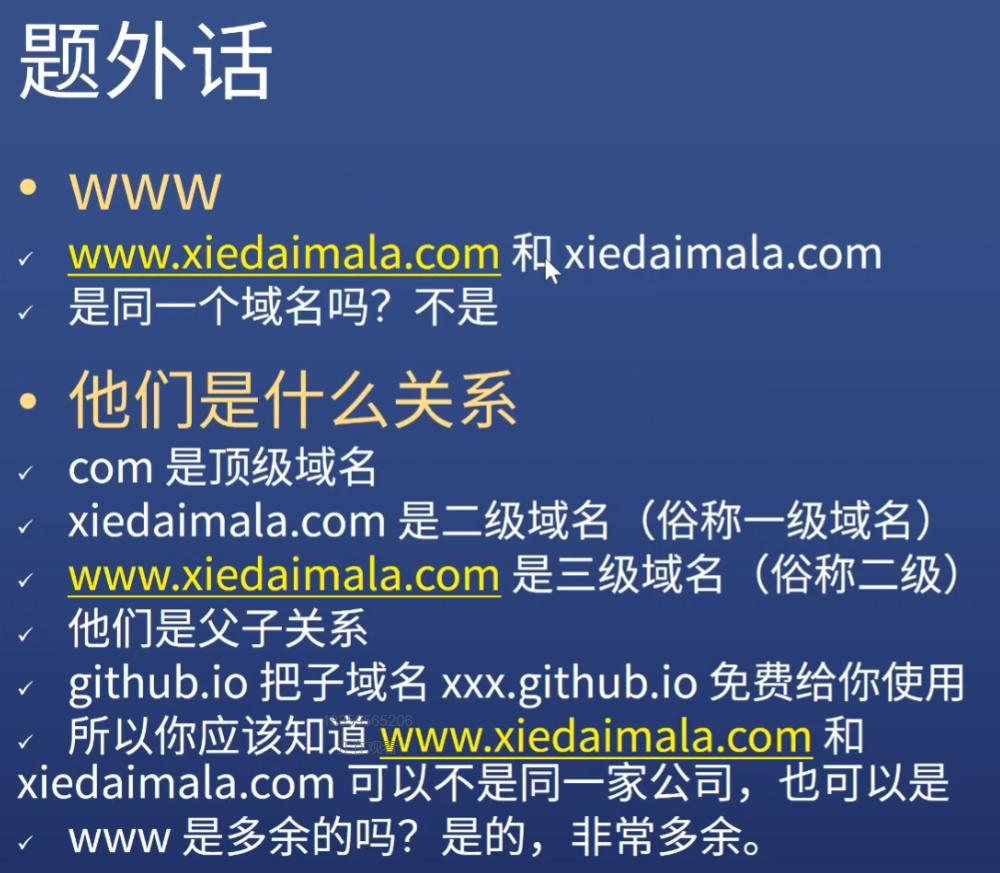 题外话
• www
✓ www.xiedaimala.com 和 xiedaimala.com
✓ 是同一个域名吗？不是
• 他们是什么关系
✓ com 是顶级域名
✓ xiedaimala.com 是二级域名（俗称一级域名）
✓ www.xiedaimala.com 是三级域名（俗称二级）
✓ 他们是父子关系
✓ github.io 把子域名 xxx.github.io 免费给你使用
✓ 所以你应该知道 www.xiedaimala.com 和
xiedaimala.com 可以不是同一家公司，也可以是
✓ www 是多余的吗？是的，非常多余。